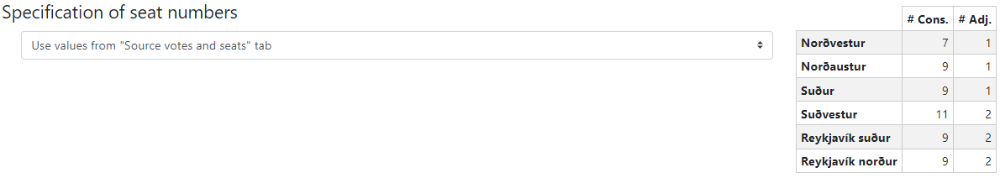 Specification of seat numbers
Use values from "Source votes and seats" tab
# Cons. # Adj.
Norðvestur 7 1
Norðaustur 9 1
Suður 9 1
Suðvestur 11 2
Reykjavík suður 9 2
Reykjavík norður 9 2